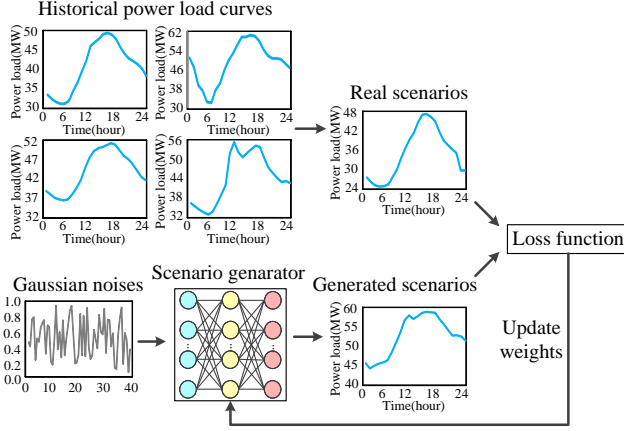 Historical power load curves
Power load(MW)
50
45
40
35
30
0 6 12 18 24
Time(hour)
Power load(MW)
62
54
46
38
30
0 6 12 18 24
Time(hour)
Power load(MW)
52
47
42
37
32
0 6 12 18 24
Time(hour)
Power load(MW)
56
50
44
38
32
0 6 12 18 24
Time(hour)
Real scenarios
Power load(MW)
48
42
36
30
24
0 6 12 18 24
Time(hour)
Loss function
Gaussian noises
1.0
0.8
0.6
0.4
0.2
0.0
0 10 20 30 40
Scenario genarator
Generated scenarios
Power load(MW)
60
55
50
45
40
0 6 12 18 24
Time(hour)
Update
weights